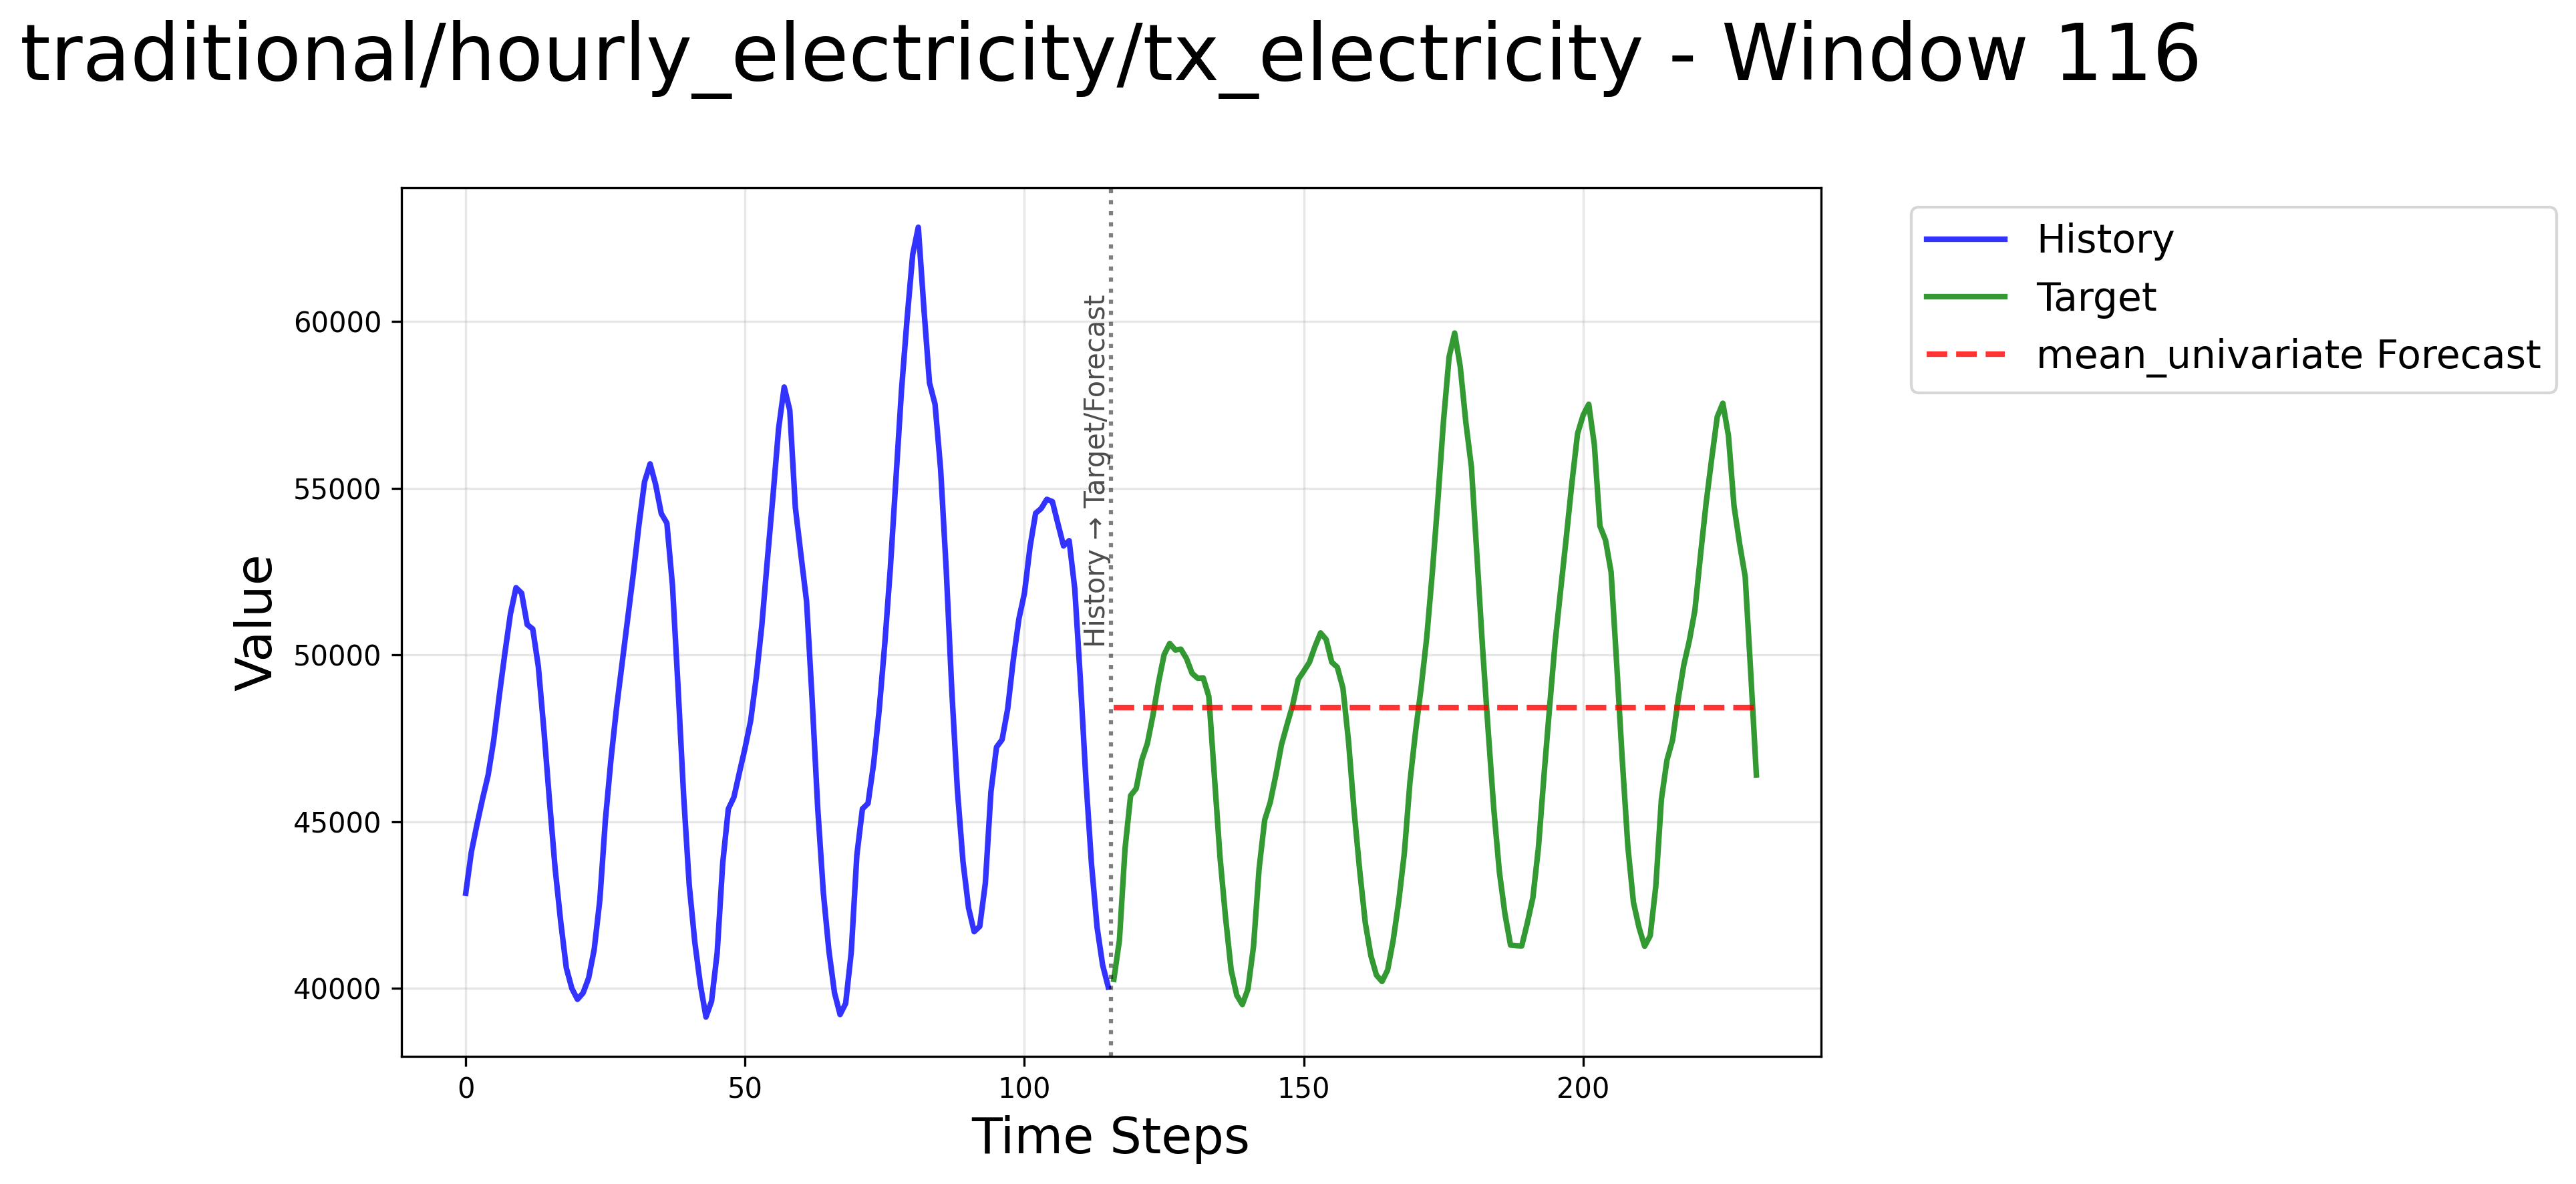 traditional/hourly_electricity/tx_electricity - Window 116
History
Target
mean_univariate Forecast
History → Target/Forecast
Value
60000
55000
50000
45000
40000
0
50
100
150
200
Time Steps